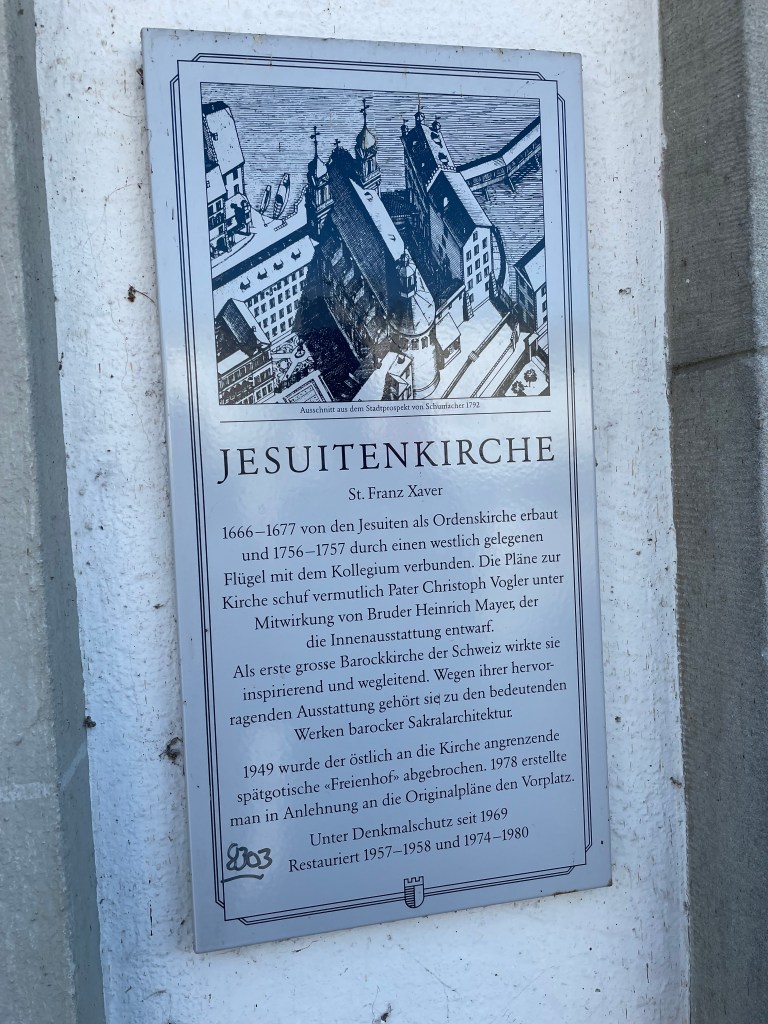 Ausschnitt aus dem Stadtprospekt von Schumacher 1792
JESUITENKIRCHE
St. Franz Xaver
1666–1677 von den Jesuiten als Ordenskirche erbaut
und 1756–1757 durch einen westlich gelegenen
Flügel mit dem Kollegium verbunden. Die Pläne zur
Kirche schuf vermutlich Pater Christoph Vogler unter
Mitwirkung von Bruder Heinrich Mayer, der
die Innenausstattung entwarf.
Als erste grosse Barockkirche der Schweiz wirkte sie
inspirierend und wegleitend. Wegen ihrer hervor-
ragenden Ausstattung gehört sie zu den bedeutenden
Werken barocker Sakralarchitektur.
1949 wurde der östlich an die Kirche angrenzende
spätgotische «Freienhof» abgebrochen. 1978 erstellte
man in Anlehnung an die Originalpläne den Vorplatz.
Unter Denkmalschutz seit 1969
Restauriert 1957–1958 und 1974–1980
8303